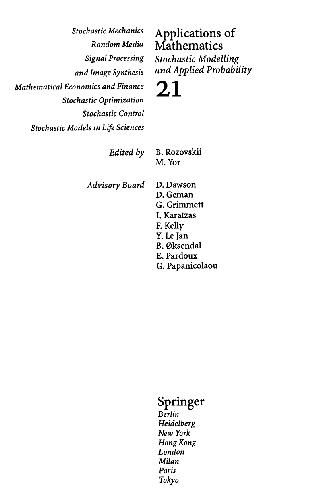 Stochastic Mechanics
Random Media
Signal Processing
and Image Synthesis
Mathematical Economics and Finance
Stochastic Optimization
Stochastic Control
Stochastic Models in Life Sciences
Applications of
Mathematics
Stochastic Modelling
and Applied Probability
21
Edited by B. Rozovskii
M. Yor
Advisory Board D. Dawson
D. Geman
G. Grimmett
I. Karatzas
F. Kelly
Y. Le Jan
B. Øksendal
E. Pardoux
G. Papanicolaou
Springer
Berlin
Heidelberg
New York
Hong Kong
London
Milan
Paris
Tokyo